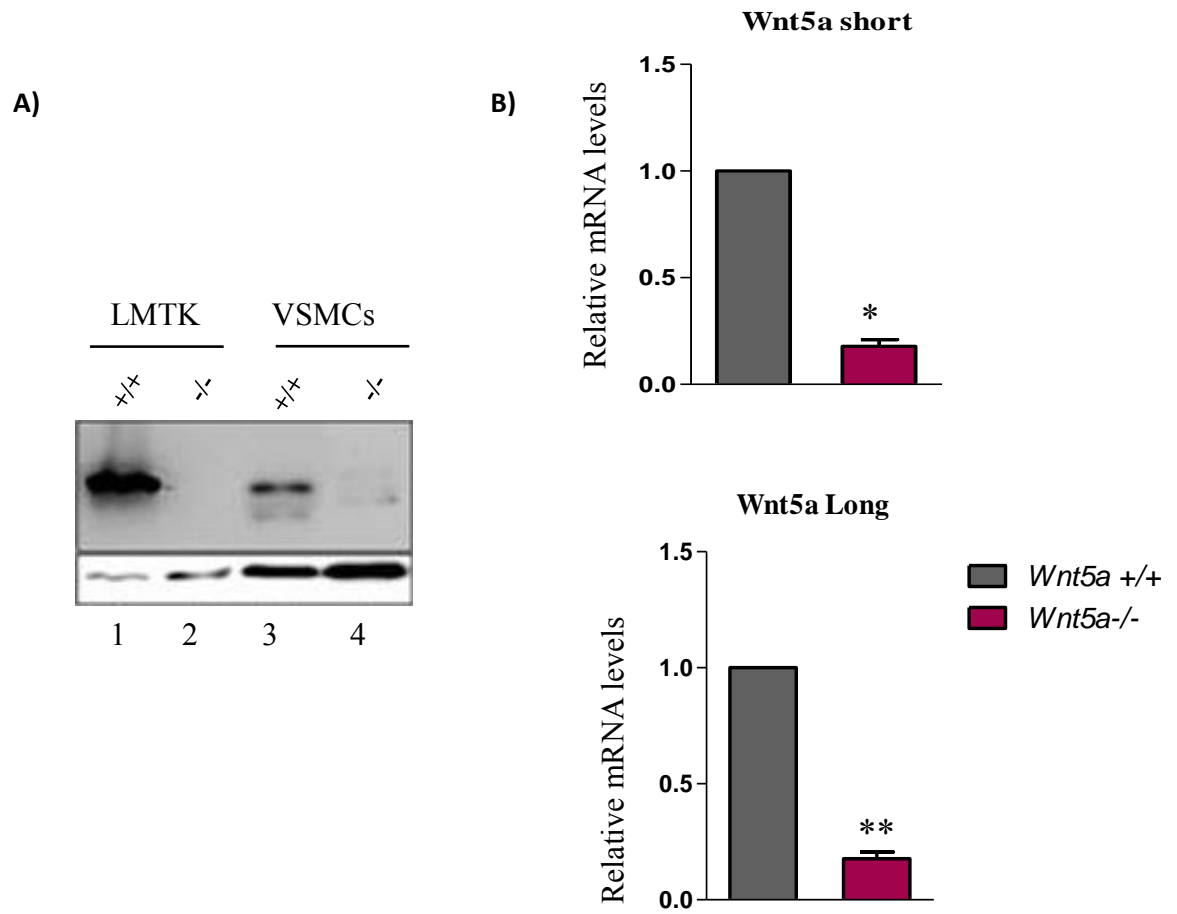 A)
LMTK VSMCs
+/+ -/- +/+ -/-
1 2 3 4
B)
Wnt5a short
Relative mRNA levels
1.5
1.0
0.5
0.0
*
Wnt5a Long
Relative mRNA levels
1.5
1.0
0.5
0.0
**
Wnt5a +/+
Wnt5a-/-